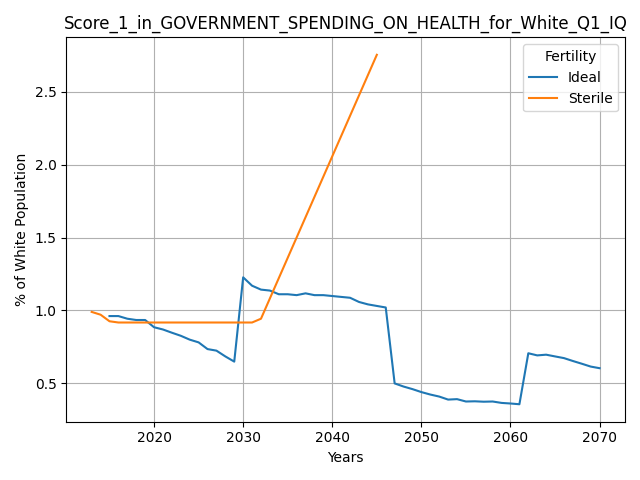 Score_1_in_GOVERNMENT_SPENDING_ON_HEALTH_for_White_Q1_IQ
Fertility
Ideal
Sterile
% of White Population
2.5
2.0
1.5
1.0
0.5
2020 2030 2040 2050 2060 2070
Years